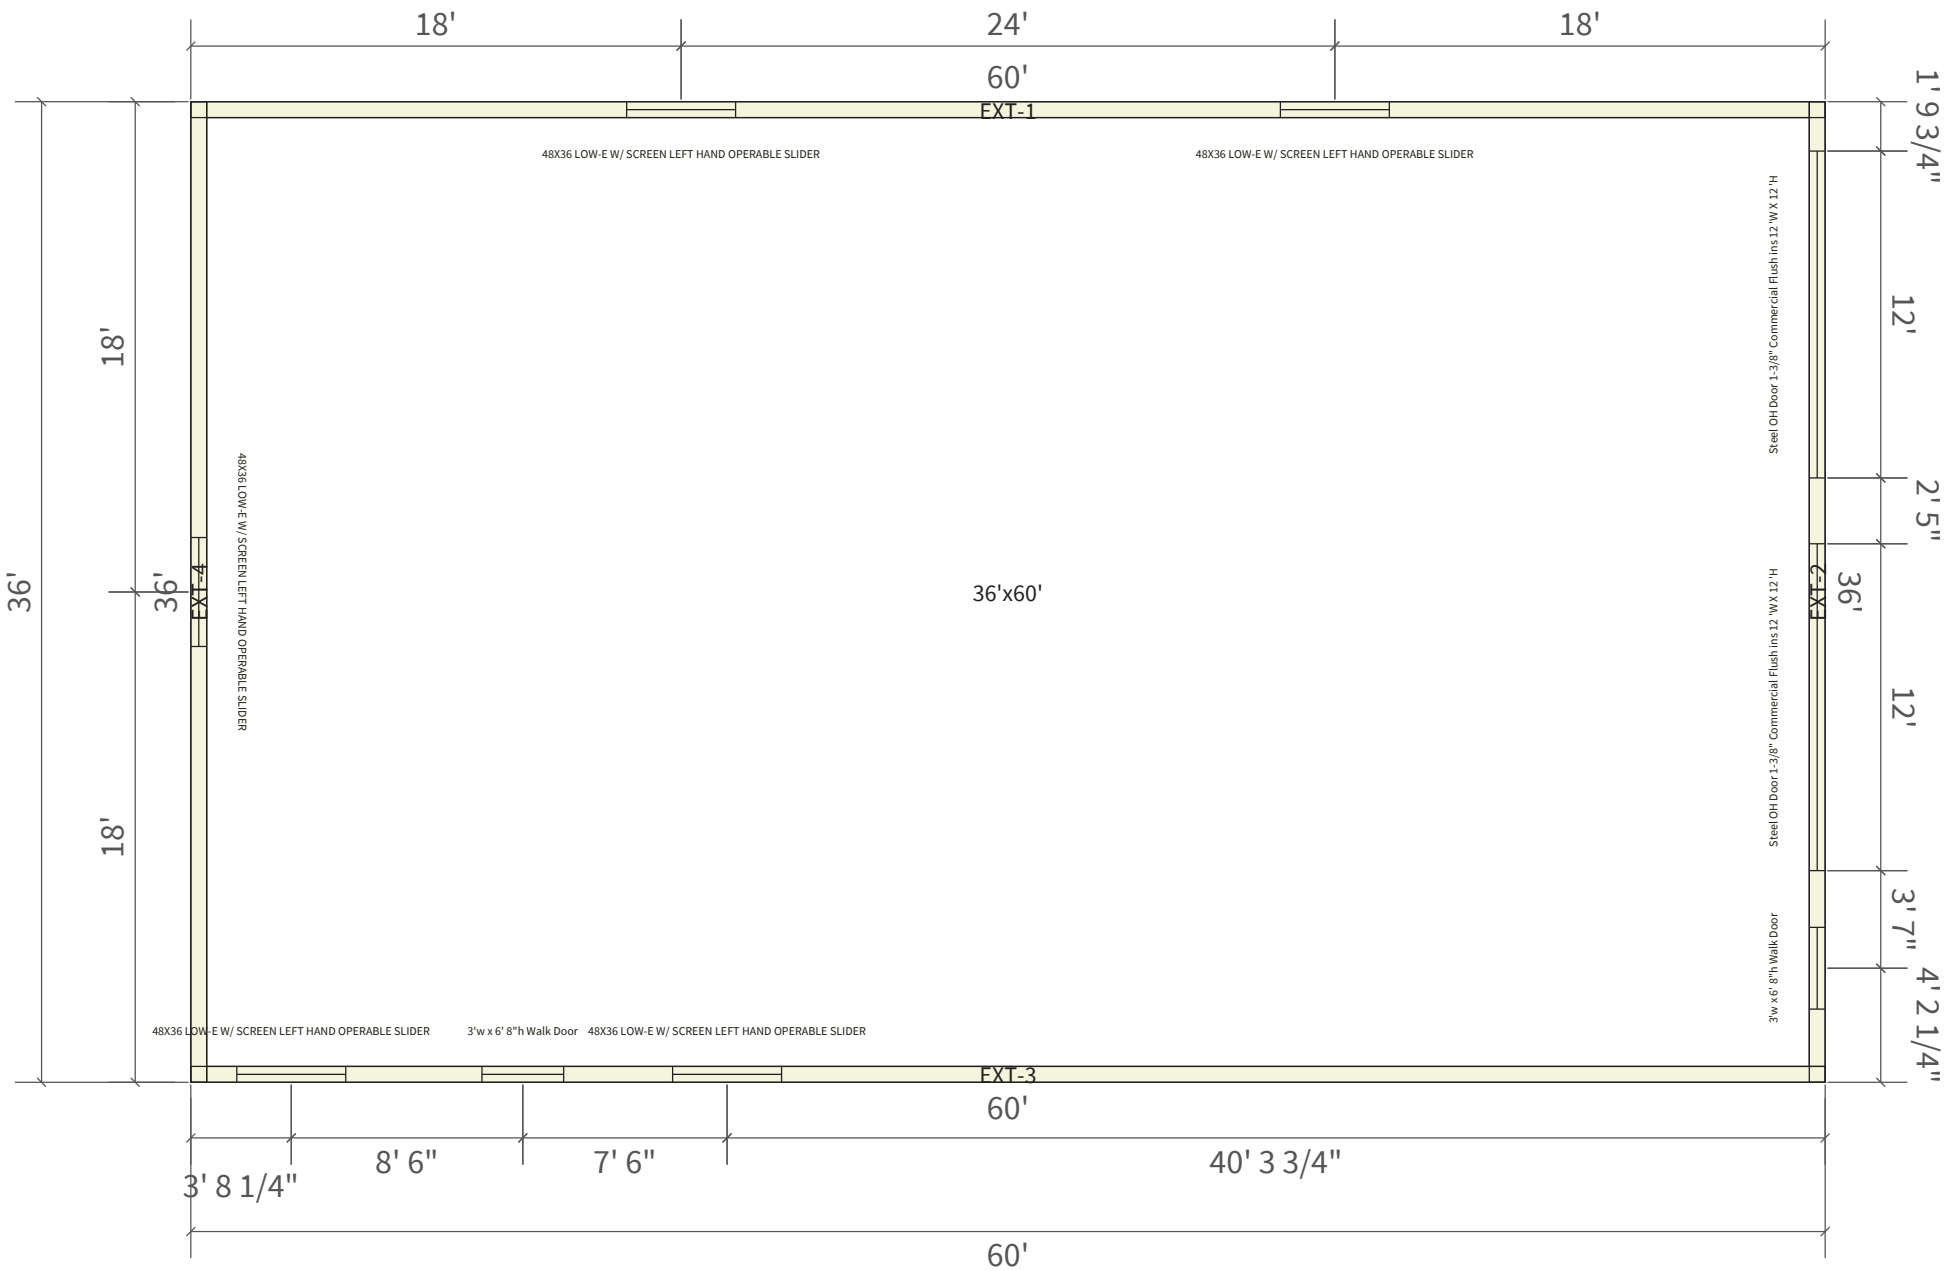 18'
24'
18'
60'
1' 9 3/4"
EXT-1
48X36 LOW-E W/ SCREEN LEFT HAND OPERABLE SLIDER
48X36 LOW-E W/ SCREEN LEFT HAND OPERABLE SLIDER
Steel OH Door 1-3/8" Commercial Flush ins 12 'W X 12 'H
12'
18'
2' 5"
36'
36'
EXT-4
48X36 LOW-E W/ SCREEN LEFT HAND OPERABLE SLIDER
36'x60'
Steel OH Door 1-3/8" Commercial Flush ins 12 'W X 12 'H
EXT-2
36'
12'
18'
3' 7"
3'w x 6' 8"h Walk Door
4' 2 1/4"
48X36 LOW-E W/ SCREEN LEFT HAND OPERABLE SLIDER
3'w x 6' 8"h Walk Door
48X36 LOW-E W/ SCREEN LEFT HAND OPERABLE SLIDER
EXT-3
60'
3' 8 1/4"
8' 6"
7' 6"
40' 3 3/4"
60'